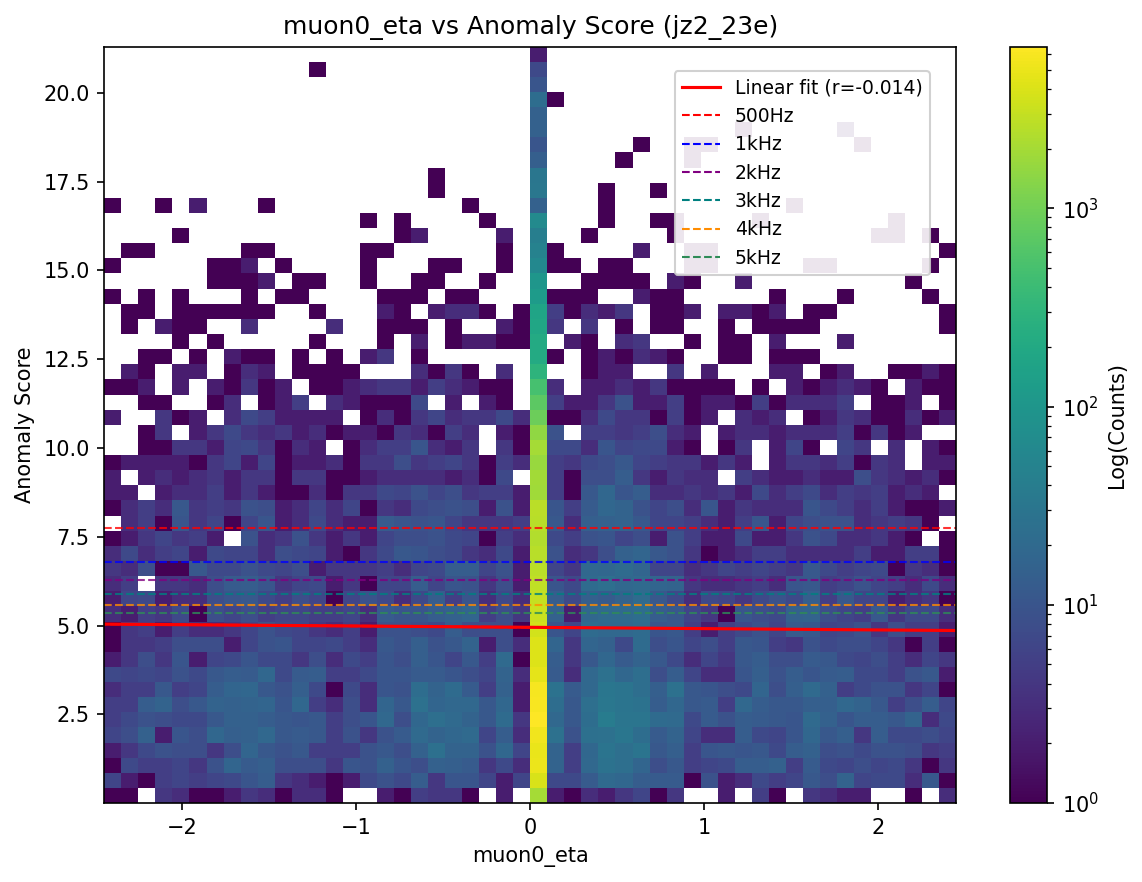 muon0_eta vs Anomaly Score (jz2_23e)
Linear fit (r=-0.014)
500Hz
1kHz
2kHz
3kHz
4kHz
5kHz
20.0
17.5
15.0
12.5
10.0
7.5
5.0
2.5
Anomaly Score
−2
−1
0
1
2
muon0_eta
10³
10²
10¹
10⁰
Log(Counts)